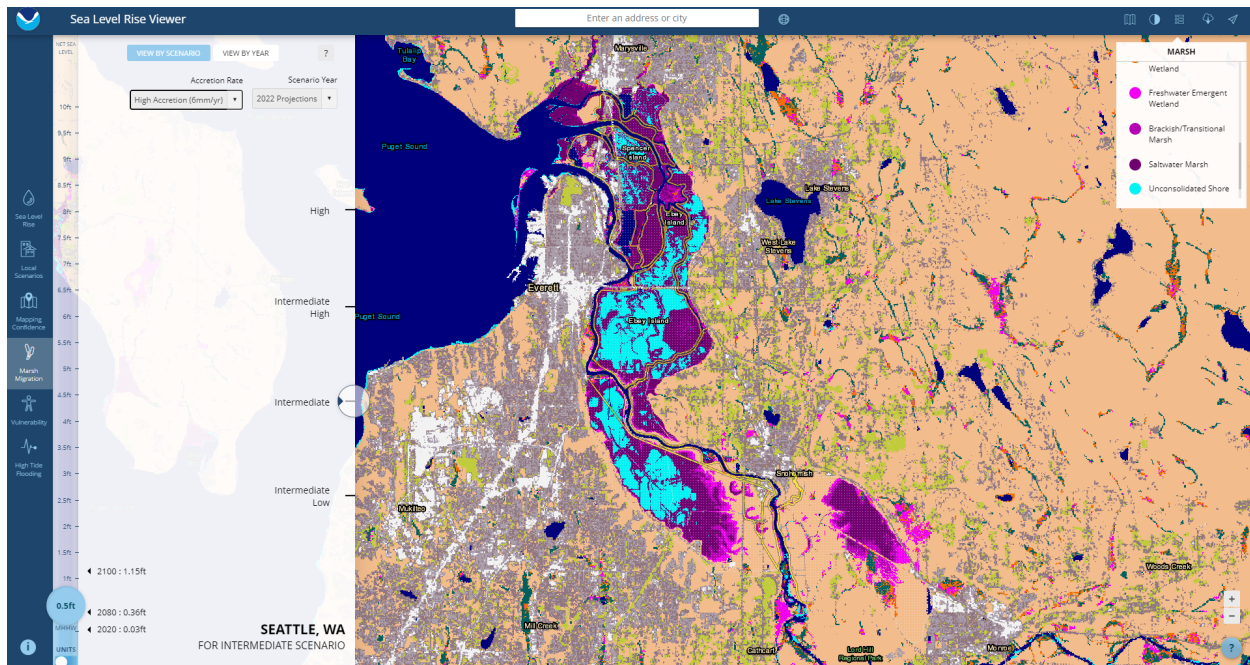 Sea Level Rise Viewer
Enter an address or city
NET SEA
LEVEL
VIEW BY SCENARIO
VIEW BY YEAR
?
Accretion Rate
Scenario Year
High Accretion (6mm/yr)
2022 Projections
10ft
9.5ft
9ft
8.5ft
8ft
7.5ft
7ft
6.5ft
6ft
5.5ft
5ft
4.5ft
4ft
3.5ft
3ft
2.5ft
2ft
1.5ft
1ft
0.5ft
MHHW
UNITS
Sea Level
Rise
Local
Scenarios
Mapping
Confidence
Marsh
Migration
Vulnerability
High Tide
Flooding
i
High
Intermediate
High
Intermediate
Intermediate
Low
2100 : 1.15ft
2080 : 0.36ft
2020 : 0.03ft
SEATTLE, WA
FOR INTERMEDIATE SCENARIO
Tulalip
Bay
Marysville
Puget Sound
Spencer
Island
Lake Stevens
Lake Stevens
Ebey
Island
West Lake
Stevens
Everett
Puget Sound
Ebey Island
Snohomish
Mukilteo
Woods Creek
Mill Creek
Cathcart
Lord Hill
Regional Park
Monroe
MARSH
Wetland
Freshwater Emergent
Wetland
Brackish/Transitional
Marsh
Saltwater Marsh
Unconsolidated Shore
+
−
?